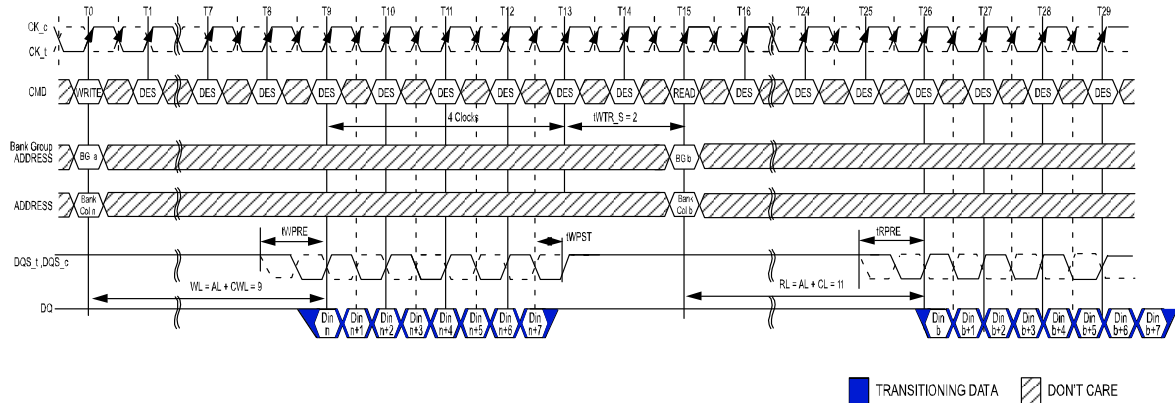 T0 T1 T7 T8 T9 T10 T11 T12 T13 T14 T15 T16 T24 T25 T26 T27 T28 T29
CK_c
CK_t
CMD WRITE DES DES DES DES DES DES DES DES DES READ DES DES DES DES DES DES DES
4 Clocks tWTR_S = 2
Bank Group
ADDRESS BG a BG b
ADDRESS Bank Col n Bank Col b
tWPRE tWPST tRPRE
DQS_t ,DQS_c
WL = AL + CWL = 9 RL = AL + CL = 11
DQ Din n Din n+1 Din n+2 Din n+3 Din n+4 Din n+5 Din n+6 Din n+7 Din b Din b+1 Din b+2 Din b+3 Din b+4 Din b+5 Din b+6 Din b+7
TRANSITIONING DATA DON'T CARE